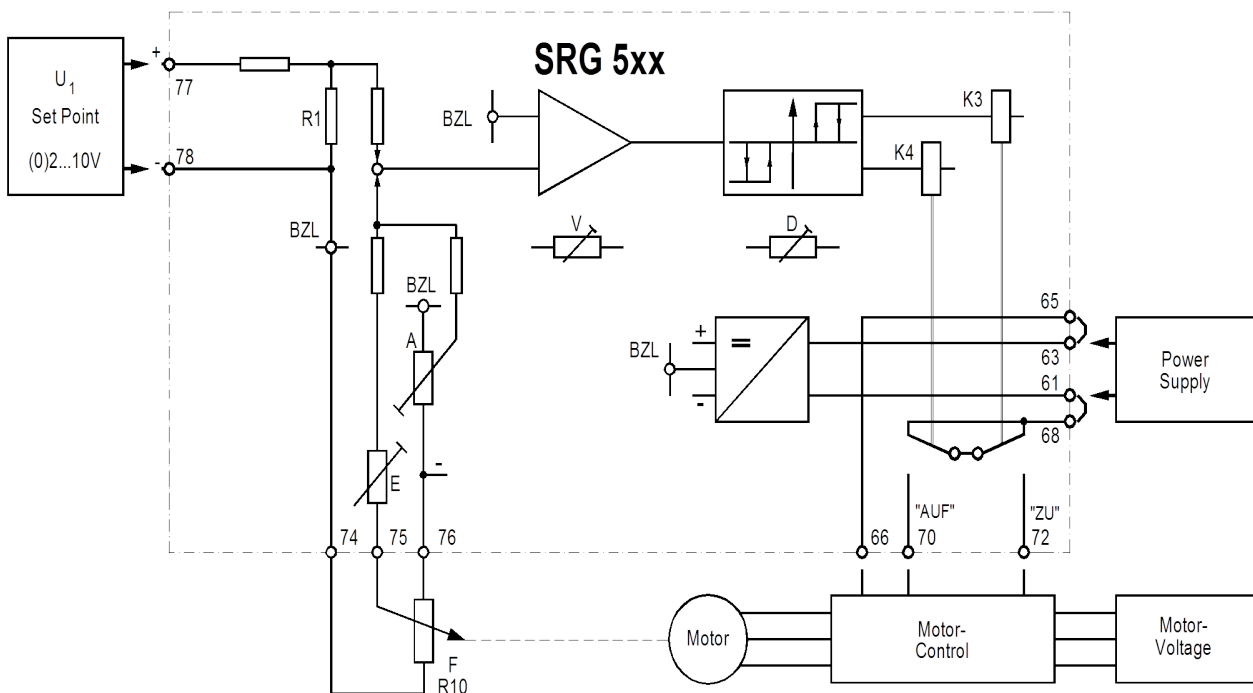 SRG 5xx
U1
Set Point
(0)2...10V
+
77
-
78
R1
BZL
BZL
K3
K4
V
D
BZL
A
E
-
BZL
+
=
-
65
63
61
68
Power
Supply
74
75
76
66
"AUF"
70
"ZU"
72
F
R10
Motor
Motor-
Control
Motor-
Voltage